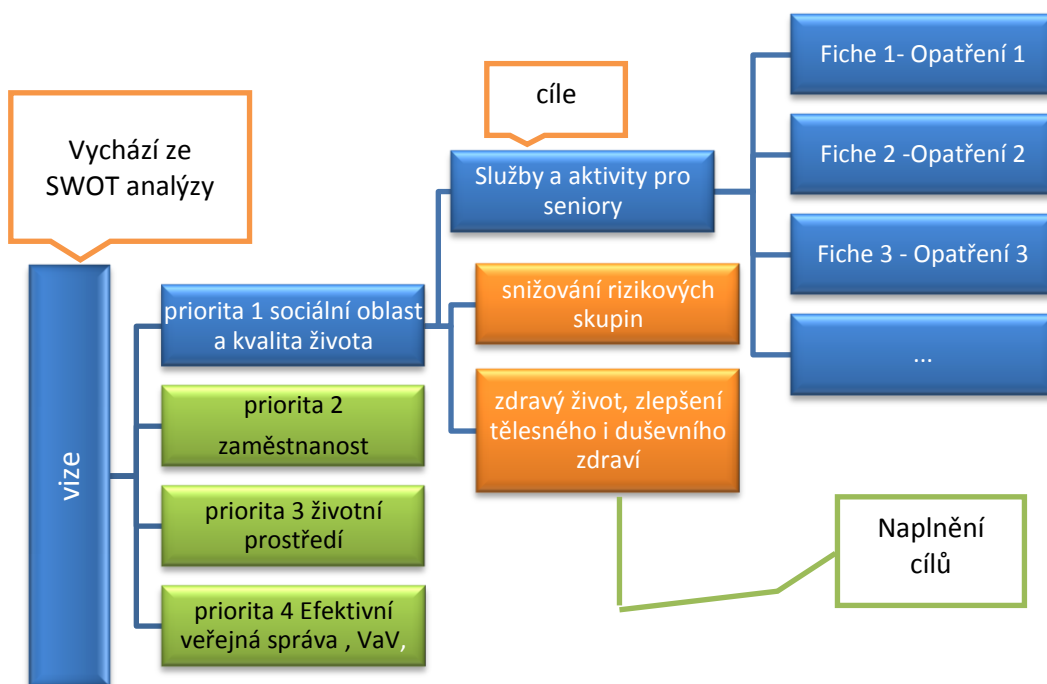 Vychází ze
SWOT analýzy
vize
priorita 1 sociální oblast
a kvalita života
priorita 2
zaměstnanost
priorita 3 životní
prostředí
priorita 4 Efektivní
veřejná správa , VaV,
cíle
Služby a aktivity pro
seniory
snižování rizikových
skupin
zdravý život, zlepšení
tělesného i duševního
zdraví
Fiche 1- Opatření 1
Fiche 2 -Opatření 2
Fiche 3 - Opatření 3
...
Naplnění
cílů